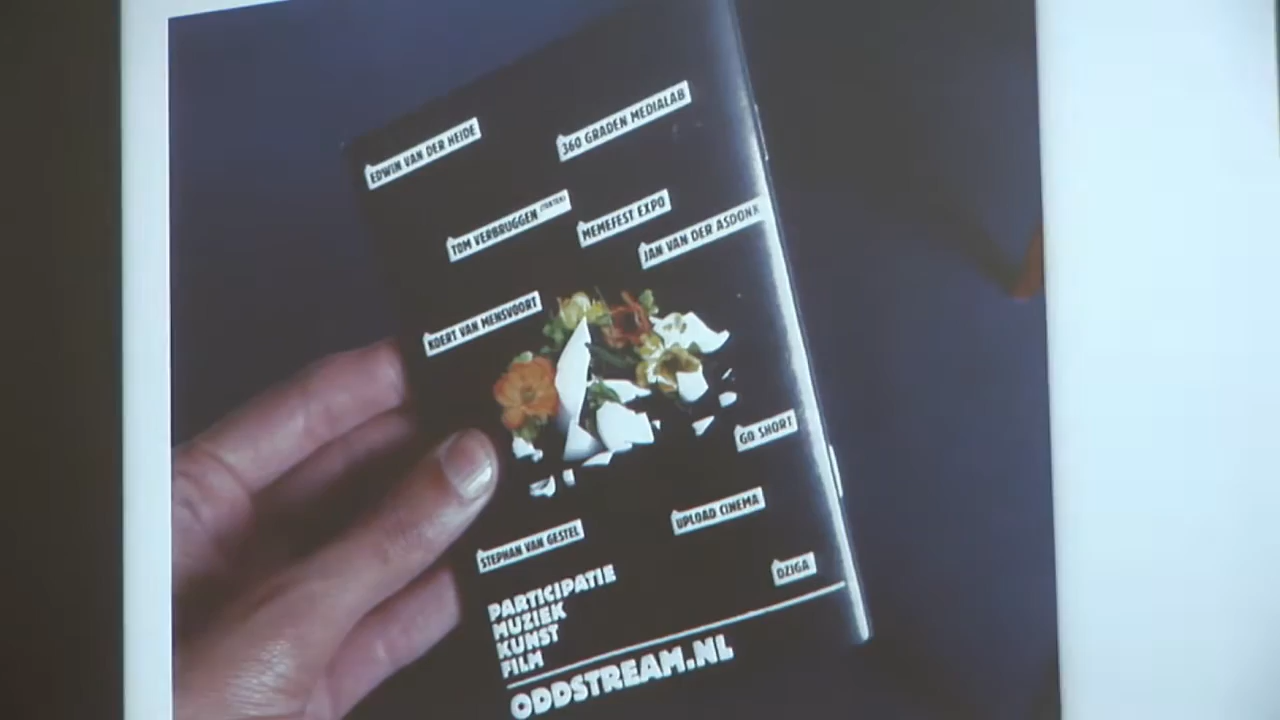 EDWIN VAN DER HEIDE
360 GRADEN MEDIALAB
TOM VERBRUGGEN
MEMEFEST EXPO
JAN VAN DER ASDONK
KOERT VAN MENSVOORT
GO SHORT
UPLOAD CINEMA
STEPHAN VAN GESTEL
DZIGA
PARTICIPATIE
MUZIEK
KUNST
FILM
ODDSTREAM.NL